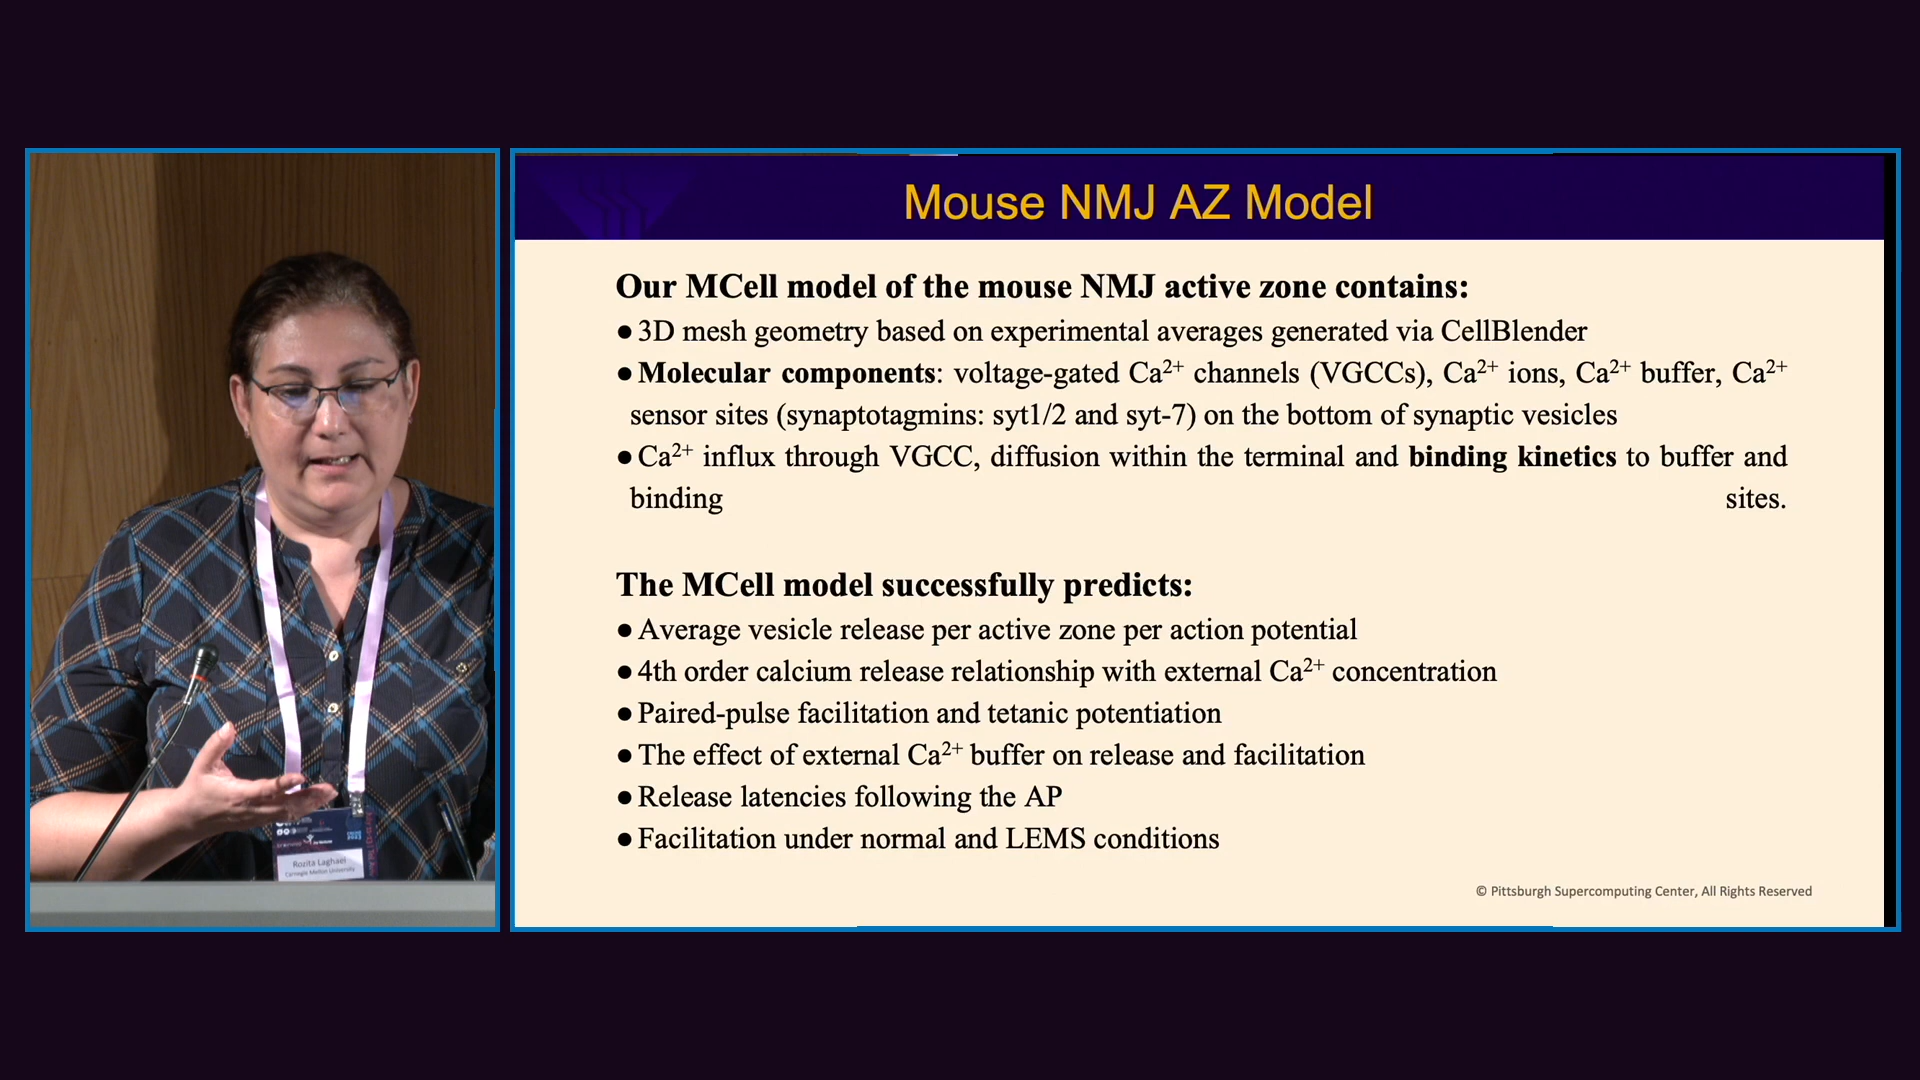 Mouse NMJ AZ Model
Our MCell model of the mouse NMJ active zone contains:
●3D mesh geometry based on experimental averages generated via CellBlender
●Molecular components: voltage-gated Ca²⁺ channels (VGCCs), Ca²⁺ ions, Ca²⁺ buffer, Ca²⁺
sensor sites (synaptotagmins: syt1/2 and syt-7) on the bottom of synaptic vesicles
●Ca²⁺ influx through VGCC, diffusion within the terminal and binding kinetics to buffer and
binding sites.
The MCell model successfully predicts:
●Average vesicle release per active zone per action potential
●4th order calcium release relationship with external Ca²⁺ concentration
●Paired-pulse facilitation and tetanic potentiation
●The effect of external Ca²⁺ buffer on release and facilitation
●Release latencies following the AP
●Facilitation under normal and LEMS conditions
© Pittsburgh Supercomputing Center, All Rights Reserved
Rozita Laghaei
Carnegie Mellon University